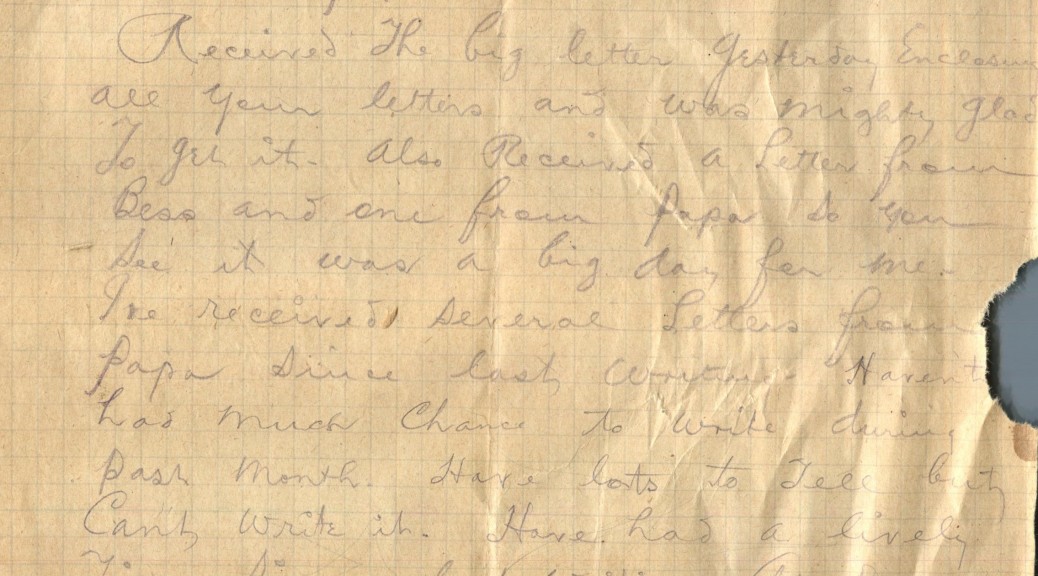 Received The big letter Yesterday Enclosing
all your letters and was mighty glad
To get it. Also Received a Letter from
Bess and one from Papa So you
See it was a big day for me.
I've received several Letters from
Papa Since last writing. Haven't
had much Chance to write during
past Month. Have lots to Tell but
Can't write it. Have had a lively